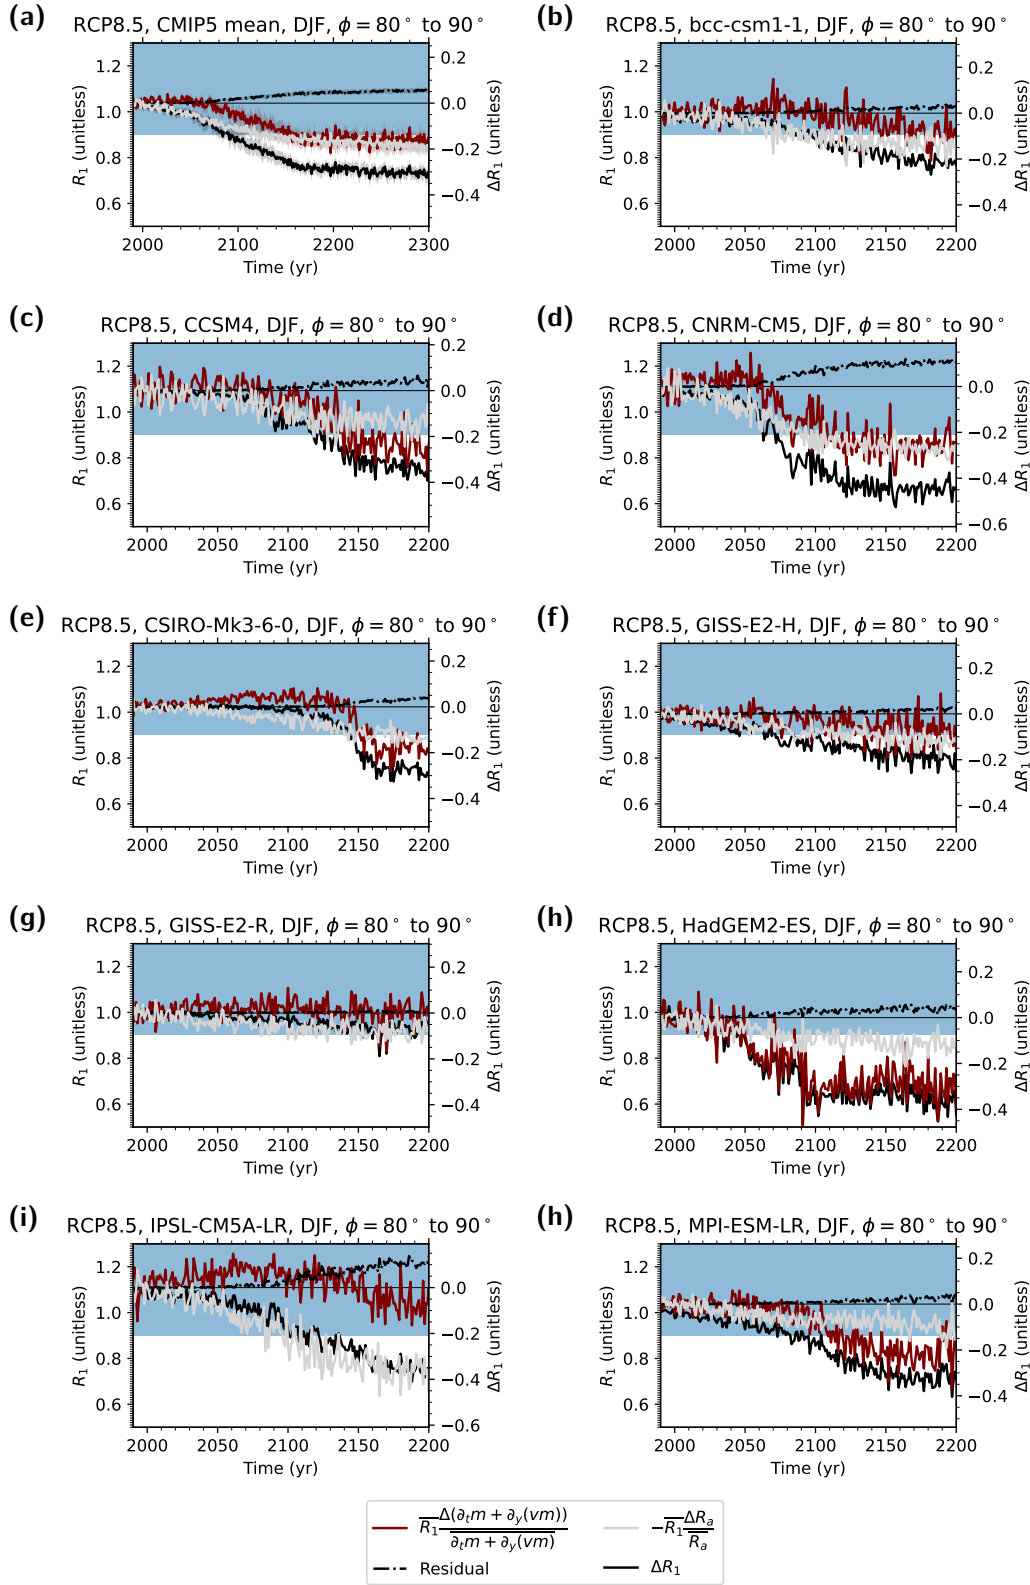 (a)
RCP8.5, CMIP5 mean, DJF, ϕ = 80° to 90°
R₁ (unitless)
1.2
1.0
0.8
0.6
0.2
0.0
−0.2
−0.4
ΔR₁ (unitless)
2000 2100 2200 2300
Time (yr)
(b)
RCP8.5, bcc-csm1-1, DJF, ϕ = 80° to 90°
R₁ (unitless)
1.2
1.0
0.8
0.6
0.2
0.0
−0.2
−0.4
ΔR₁ (unitless)
2000 2050 2100 2150 2200
Time (yr)
(c)
RCP8.5, CCSM4, DJF, ϕ = 80° to 90°
R₁ (unitless)
1.2
1.0
0.8
0.6
0.2
0.0
−0.2
−0.4
ΔR₁ (unitless)
2000 2050 2100 2150 2200
Time (yr)
(d)
RCP8.5, CNRM-CM5, DJF, ϕ = 80° to 90°
R₁ (unitless)
1.2
1.0
0.8
0.6
0.0
−0.2
−0.4
−0.6
ΔR₁ (unitless)
2000 2050 2100 2150 2200
Time (yr)
(e)
RCP8.5, CSIRO-Mk3-6-0, DJF, ϕ = 80° to 90°
R₁ (unitless)
1.2
1.0
0.8
0.6
0.2
0.0
−0.2
−0.4
ΔR₁ (unitless)
2000 2050 2100 2150 2200
Time (yr)
(f)
RCP8.5, GISS-E2-H, DJF, ϕ = 80° to 90°
R₁ (unitless)
1.2
1.0
0.8
0.6
0.2
0.0
−0.2
−0.4
ΔR₁ (unitless)
2000 2050 2100 2150 2200
Time (yr)
(g)
RCP8.5, GISS-E2-R, DJF, ϕ = 80° to 90°
R₁ (unitless)
1.2
1.0
0.8
0.6
0.2
0.0
−0.2
−0.4
ΔR₁ (unitless)
2000 2050 2100 2150 2200
Time (yr)
(h)
RCP8.5, HadGEM2-ES, DJF, ϕ = 80° to 90°
R₁ (unitless)
1.2
1.0
0.8
0.6
0.2
0.0
−0.2
−0.4
ΔR₁ (unitless)
2000 2050 2100 2150 2200
Time (yr)
(i)
RCP8.5, IPSL-CM5A-LR, DJF, ϕ = 80° to 90°
R₁ (unitless)
1.2
1.0
0.8
0.6
0.0
−0.2
−0.4
−0.6
ΔR₁ (unitless)
2000 2050 2100 2150 2200
Time (yr)
(h)
RCP8.5, MPI-ESM-LR, DJF, ϕ = 80° to 90°
R₁ (unitless)
1.2
1.0
0.8
0.6
0.2
0.0
−0.2
−0.4
ΔR₁ (unitless)
2000 2050 2100 2150 2200
Time (yr)
$\overline{R_1}\frac{\Delta(\partial_t m + \partial_y(vm))}{\overline{\partial_t m + \partial_y(vm)}}$
Residual
$-\overline{R_1}\frac{\Delta R_a}{\overline{R_a}}$
ΔR₁